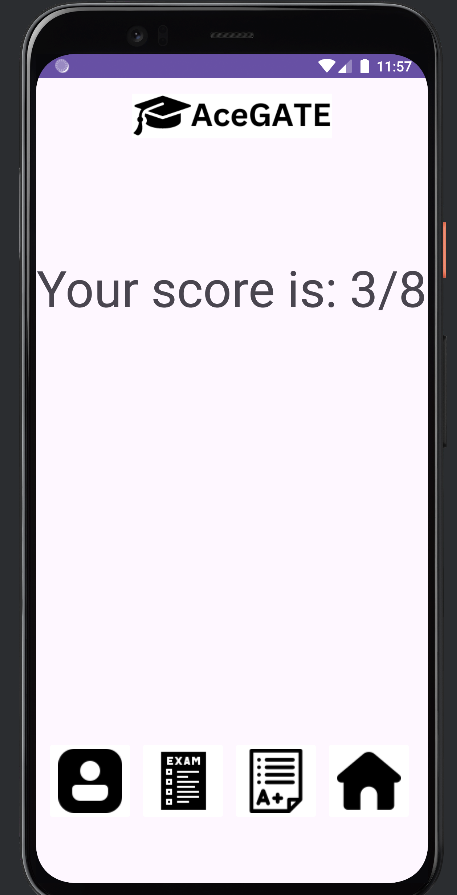 11:57
AceGATE
Your score is: 3/8
EXAM
A+